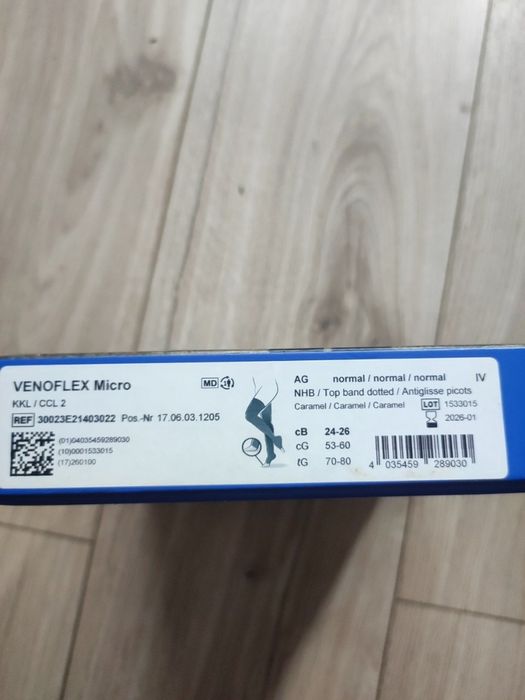 VENOFLEX Micro
KKL / CCL 2
MD
REF 30023E21403022 Pos.-Nr 17.06.03.1205
(01)04035459289030
(10)0001533015
(17)260100
AG normal / normal / normal IV
NHB / Top band dotted / Antiglisse picots
Caramel / Caramel / Caramel LOT 1533015
2026-01
cB 24-26
cG 53-60
ℓG 70-80
4 035459 289030